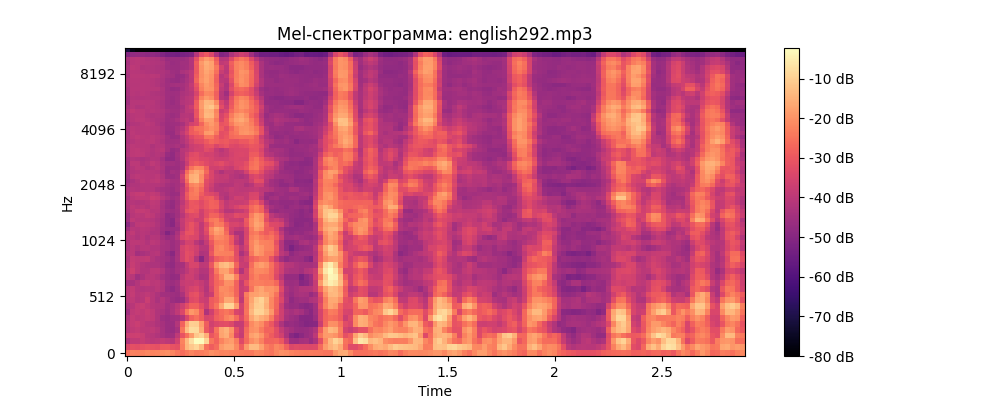 Mel-спектрограмма: english292.mp3
8192
4096
2048
1024
512
0
Hz
0 0.5 1 1.5 2 2.5
Time
-10 dB
-20 dB
-30 dB
-40 dB
-50 dB
-60 dB
-70 dB
-80 dB